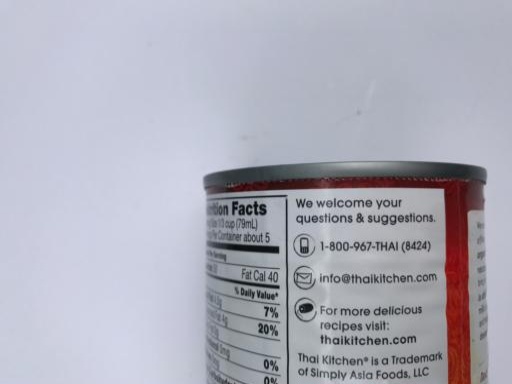 Facts
1/3 cup (79mL)
Per Container about 5
Fat Cal 40
% Daily Value*
7%
20%
0%
0%
We welcome your
questions & suggestions.
1-800-967-THAI (8424)
info@thaikitchen.com
For more delicious
recipes visit:
thaikitchen.com
Thai Kitchen® is a Trademark
of Simply Asia Foods, LLC